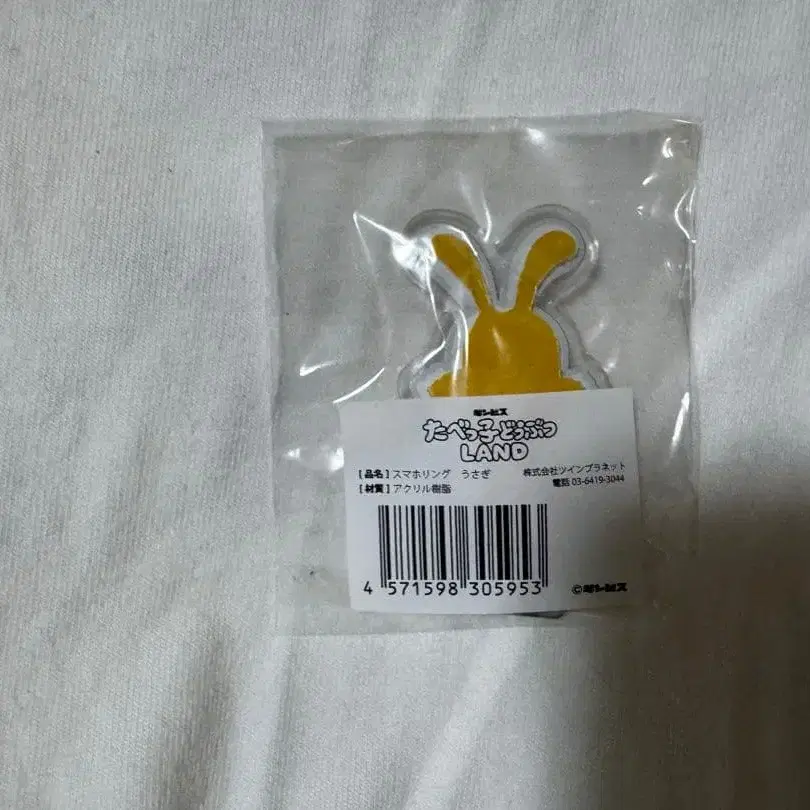 ギンビス
たべっ子どうぶつ
LAND
[品名]スマホリング うさぎ
[材質]アクリル樹脂
株式会社ツインプラネット
電話 03-6419-3044
4 571598 305953
©ギンビス